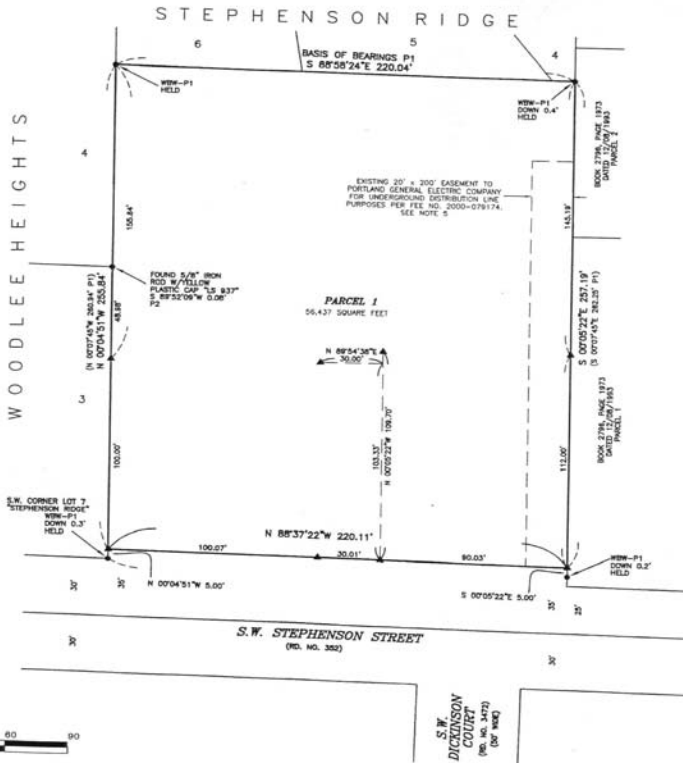 STEPHENSON RIDGE
6
5
4
BASIS OF BEARINGS P1
S 88°58'24"E 220.04'
WBW-P1
HELD
WBW-P1
DOWN 0.4'
HELD
WOODLEE HEIGHTS
4
3
BOOK 2798, PAGE 1973
DATED 12/08/1993
PARCEL 2
EXISTING 20' x 200' EASEMENT TO
PORTLAND GENERAL ELECTRIC COMPANY
FOR UNDERGROUND DISTRIBUTION LINE
PURPOSES PER FEE NO. 2000-079174.
SEE NOTE 5
155.84'
145.19'
FOUND 5/8" IRON
ROD W/YELLOW
PLASTIC CAP "LS 937"
S 89°52'09"W 0.08'
P2
(N 00°07'45"W 260.94' P1)
N 00°04'51"W 255.84'
PARCEL 1
56,437 SQUARE FEET
S 00°05'22"E 257.19'
(S 00°07'45"E 262.25' P1)
N 89°54'38"E
30.00'
100.00'
103.33'
N 00°05'22"W 109.70'
112.00'
BOOK 2798, PAGE 1973
DATED 12/08/1993
PARCEL 1
S.W. CORNER LOT 7
"STEPHENSON RIDGE"
WBW-P1
DOWN 0.3'
HELD
N 88°37'22"W 220.11'
100.07'
30.01'
90.03'
N 00°04'51"W 5.00'
S 00°05'22"E 5.00'
WBW-P1
DOWN 0.2'
HELD
30'
35'
35'
25'
S.W. STEPHENSON STREET
(RD. NO. 352)
30'
30'
S.W.
DICKINSON
COURT
(RD. NO. 3472)
(50' WIDE)
60
90